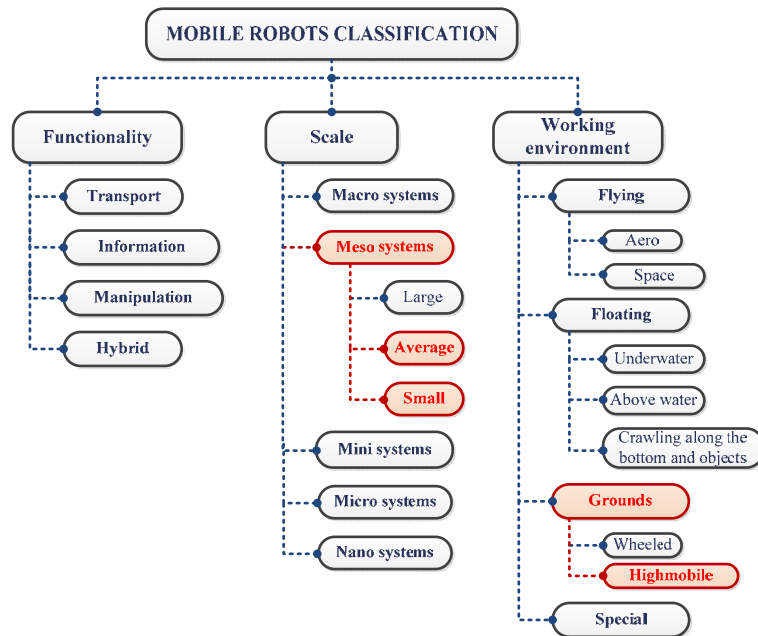 MOBILE ROBOTS CLASSIFICATION
Functionality
Transport
Information
Manipulation
Hybrid
Scale
Macro systems
Meso systems
Large
Average
Small
Mini systems
Micro systems
Nano systems
Working
environment
Flying
Aero
Space
Floating
Underwater
Above water
Crawling along the
bottom and objects
Grounds
Wheeled
Highmobile
Special